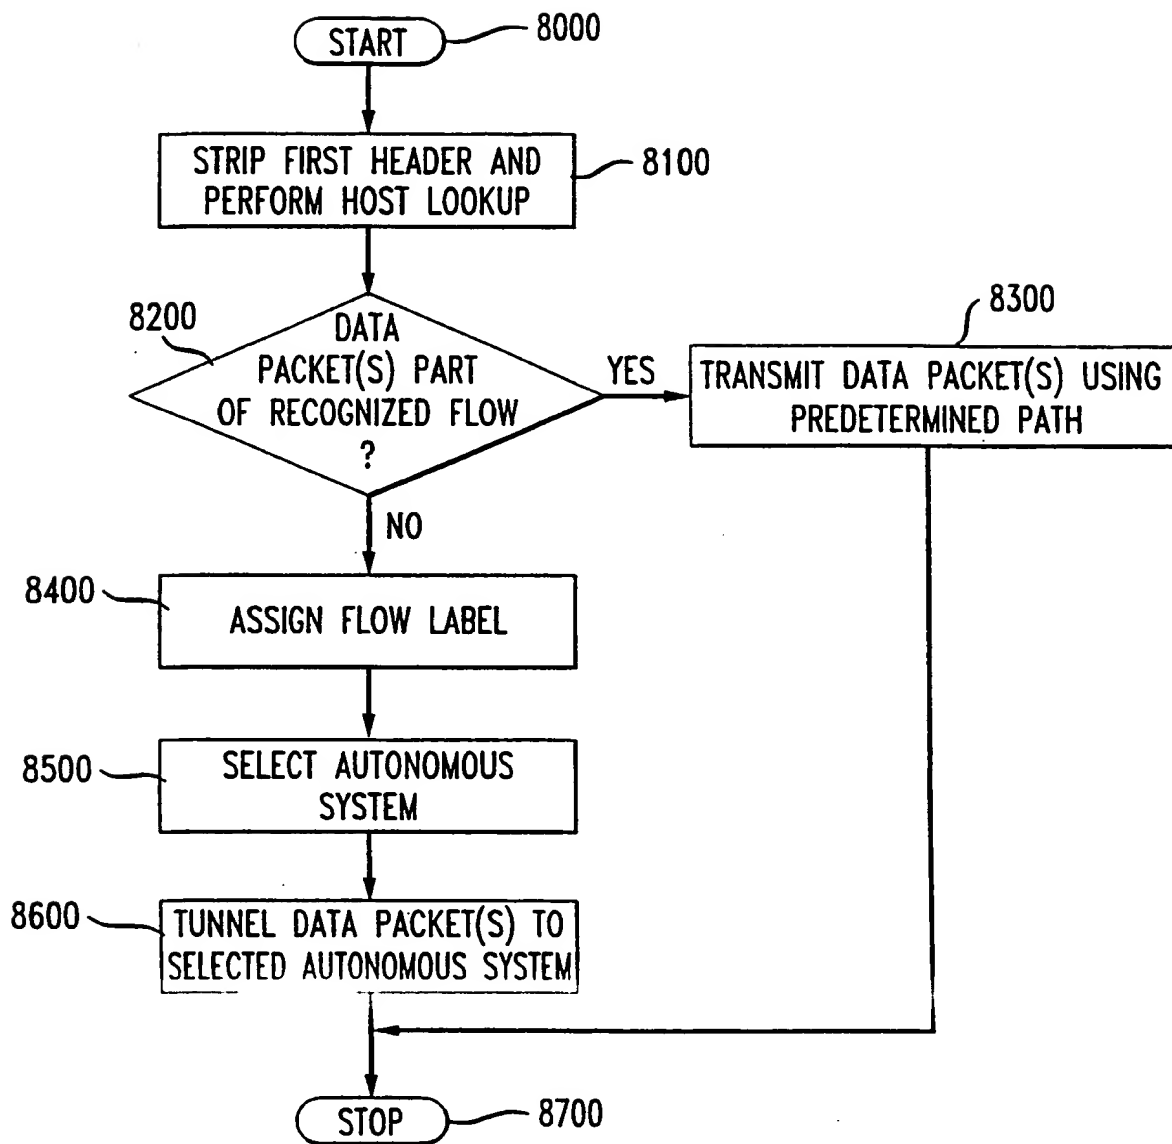 START
8000
STRIP FIRST HEADER AND
PERFORM HOST LOOKUP
8100
8200
DATA
PACKET(S) PART
OF RECOGNIZED FLOW
?
YES
8300
TRANSMIT DATA PACKET(S) USING
PREDETERMINED PATH
NO
8400
ASSIGN FLOW LABEL
8500
SELECT AUTONOMOUS
SYSTEM
8600
TUNNEL DATA PACKET(S) TO
SELECTED AUTONOMOUS SYSTEM
STOP
8700